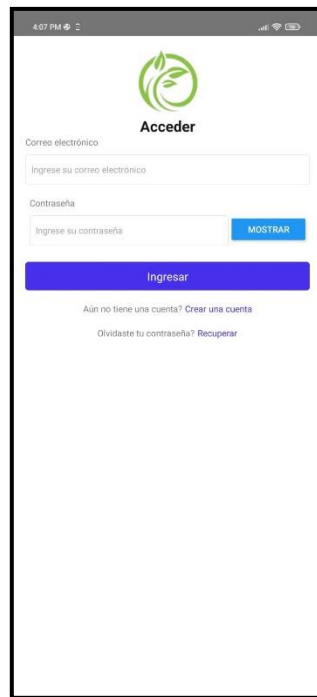 4:07 PM
Acceder
Correo electrónico
Ingrese su correo electrónico
Contraseña
Ingrese su contraseña MOSTRAR
Ingresar
Aún no tiene una cuenta? Crear una cuenta
Olvidaste tu contraseña? Recuperar